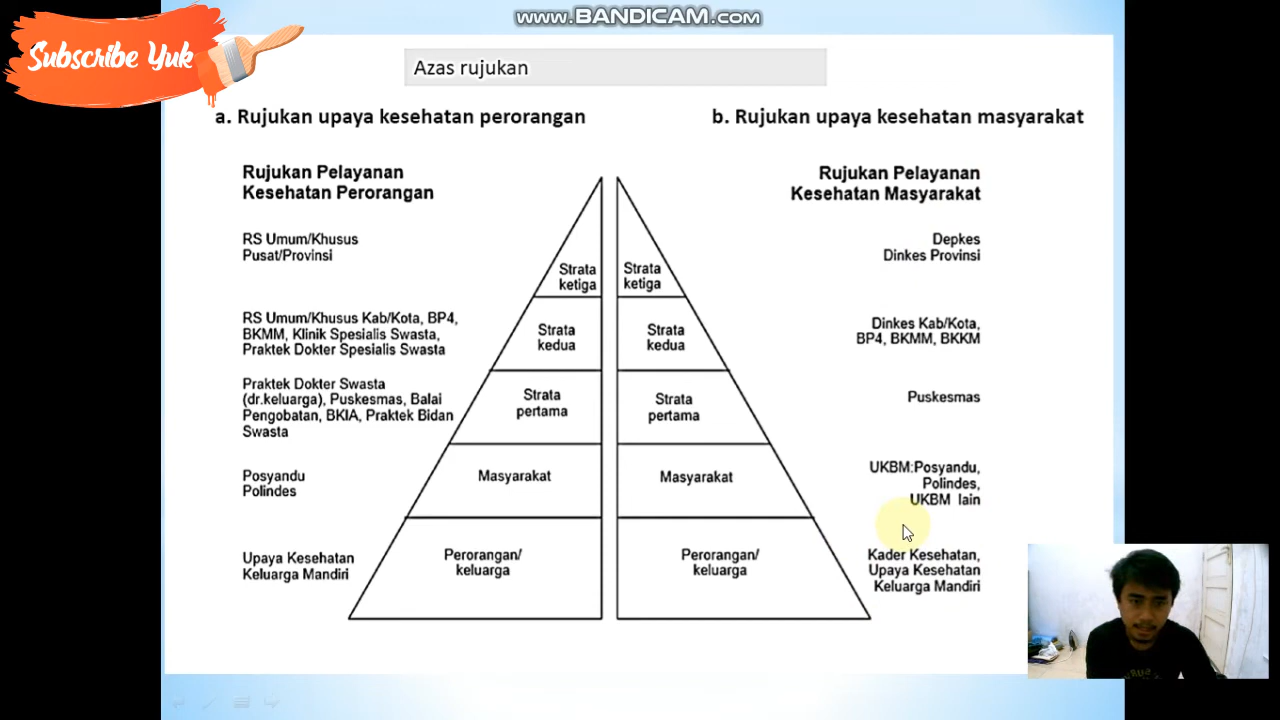 WWW.BANDICAM.COM
Subscribe Yuk
Azas rujukan
a. Rujukan upaya kesehatan perorangan
b. Rujukan upaya kesehatan masyarakat
Rujukan Pelayanan
Kesehatan Perorangan
RS Umum/Khusus
Pusat/Provinsi
RS Umum/Khusus Kab/Kota, BP4,
BKMM, Klinik Spesialis Swasta,
Praktek Dokter Spesialis Swasta
Praktek Dokter Swasta
(dr.keluarga), Puskesmas, Balai
Pengobatan, BKIA, Praktek Bidan
Swasta
Posyandu
Polindes
Upaya Kesehatan
Keluarga Mandiri
Strata
ketiga
Strata
kedua
Strata
pertama
Masyarakat
Perorangan/
keluarga
Strata
ketiga
Strata
kedua
Strata
pertama
Masyarakat
Perorangan/
keluarga
Rujukan Pelayanan
Kesehatan Masyarakat
Depkes
Dinkes Provinsi
Dinkes Kab/Kota,
BP4, BKMM, BKKM
Puskesmas
UKBM:Posyandu,
Polindes,
UKBM lain
Kader Kesehatan,
Upaya Kesehatan
Keluarga Mandiri